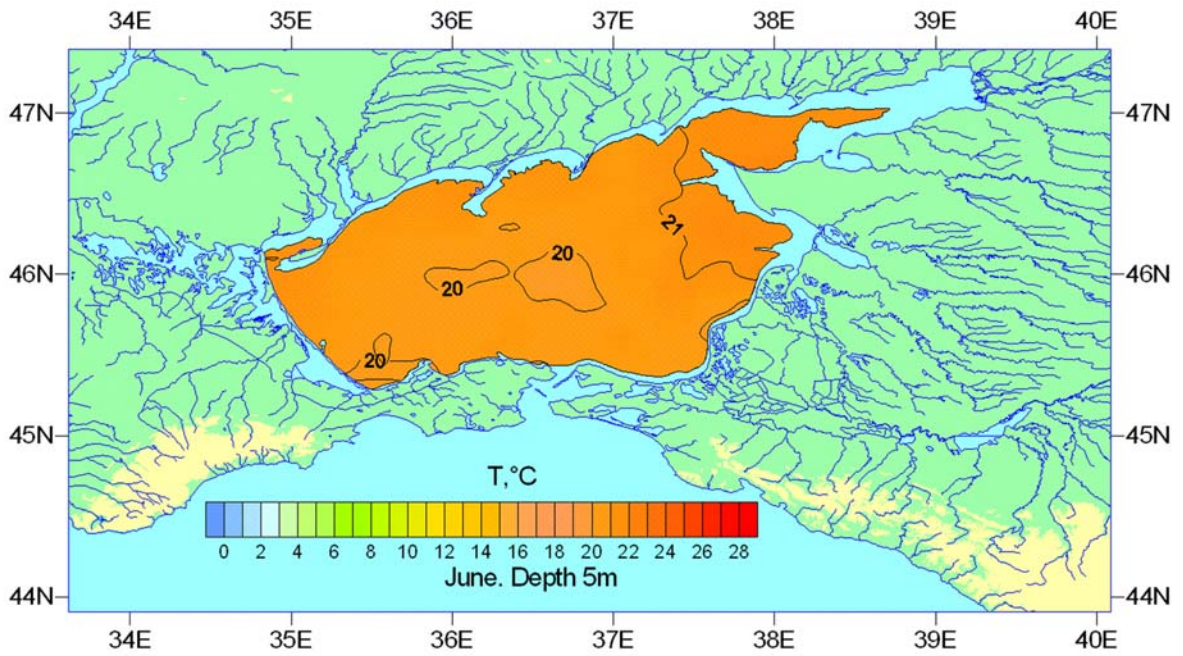 34E 35E 36E 37E 38E 39E 40E
47N 47N
21
20
46N 46N
20
20
45N 45N
T,°C
0 2 4 6 8 10 12 14 16 18 20 22 24 26 28
June. Depth 5m
44N 44N
34E 35E 36E 37E 38E 39E 40E